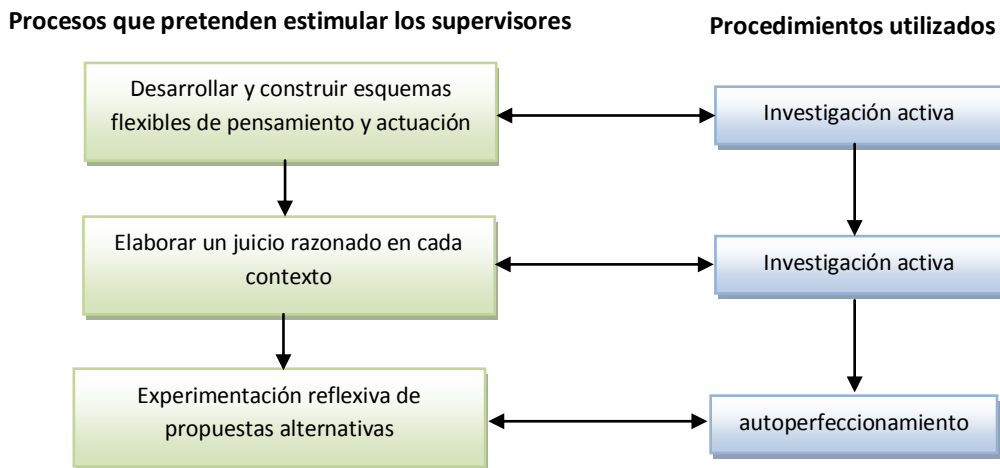 Procesos que pretenden estimular los supervisores
Procedimientos utilizados
Desarrollar y construir esquemas
flexibles de pensamiento y actuación
Investigación activa
Elaborar un juicio razonado en cada
contexto
Investigación activa
Experimentación reflexiva de
propuestas alternativas
autoperfeccionamiento